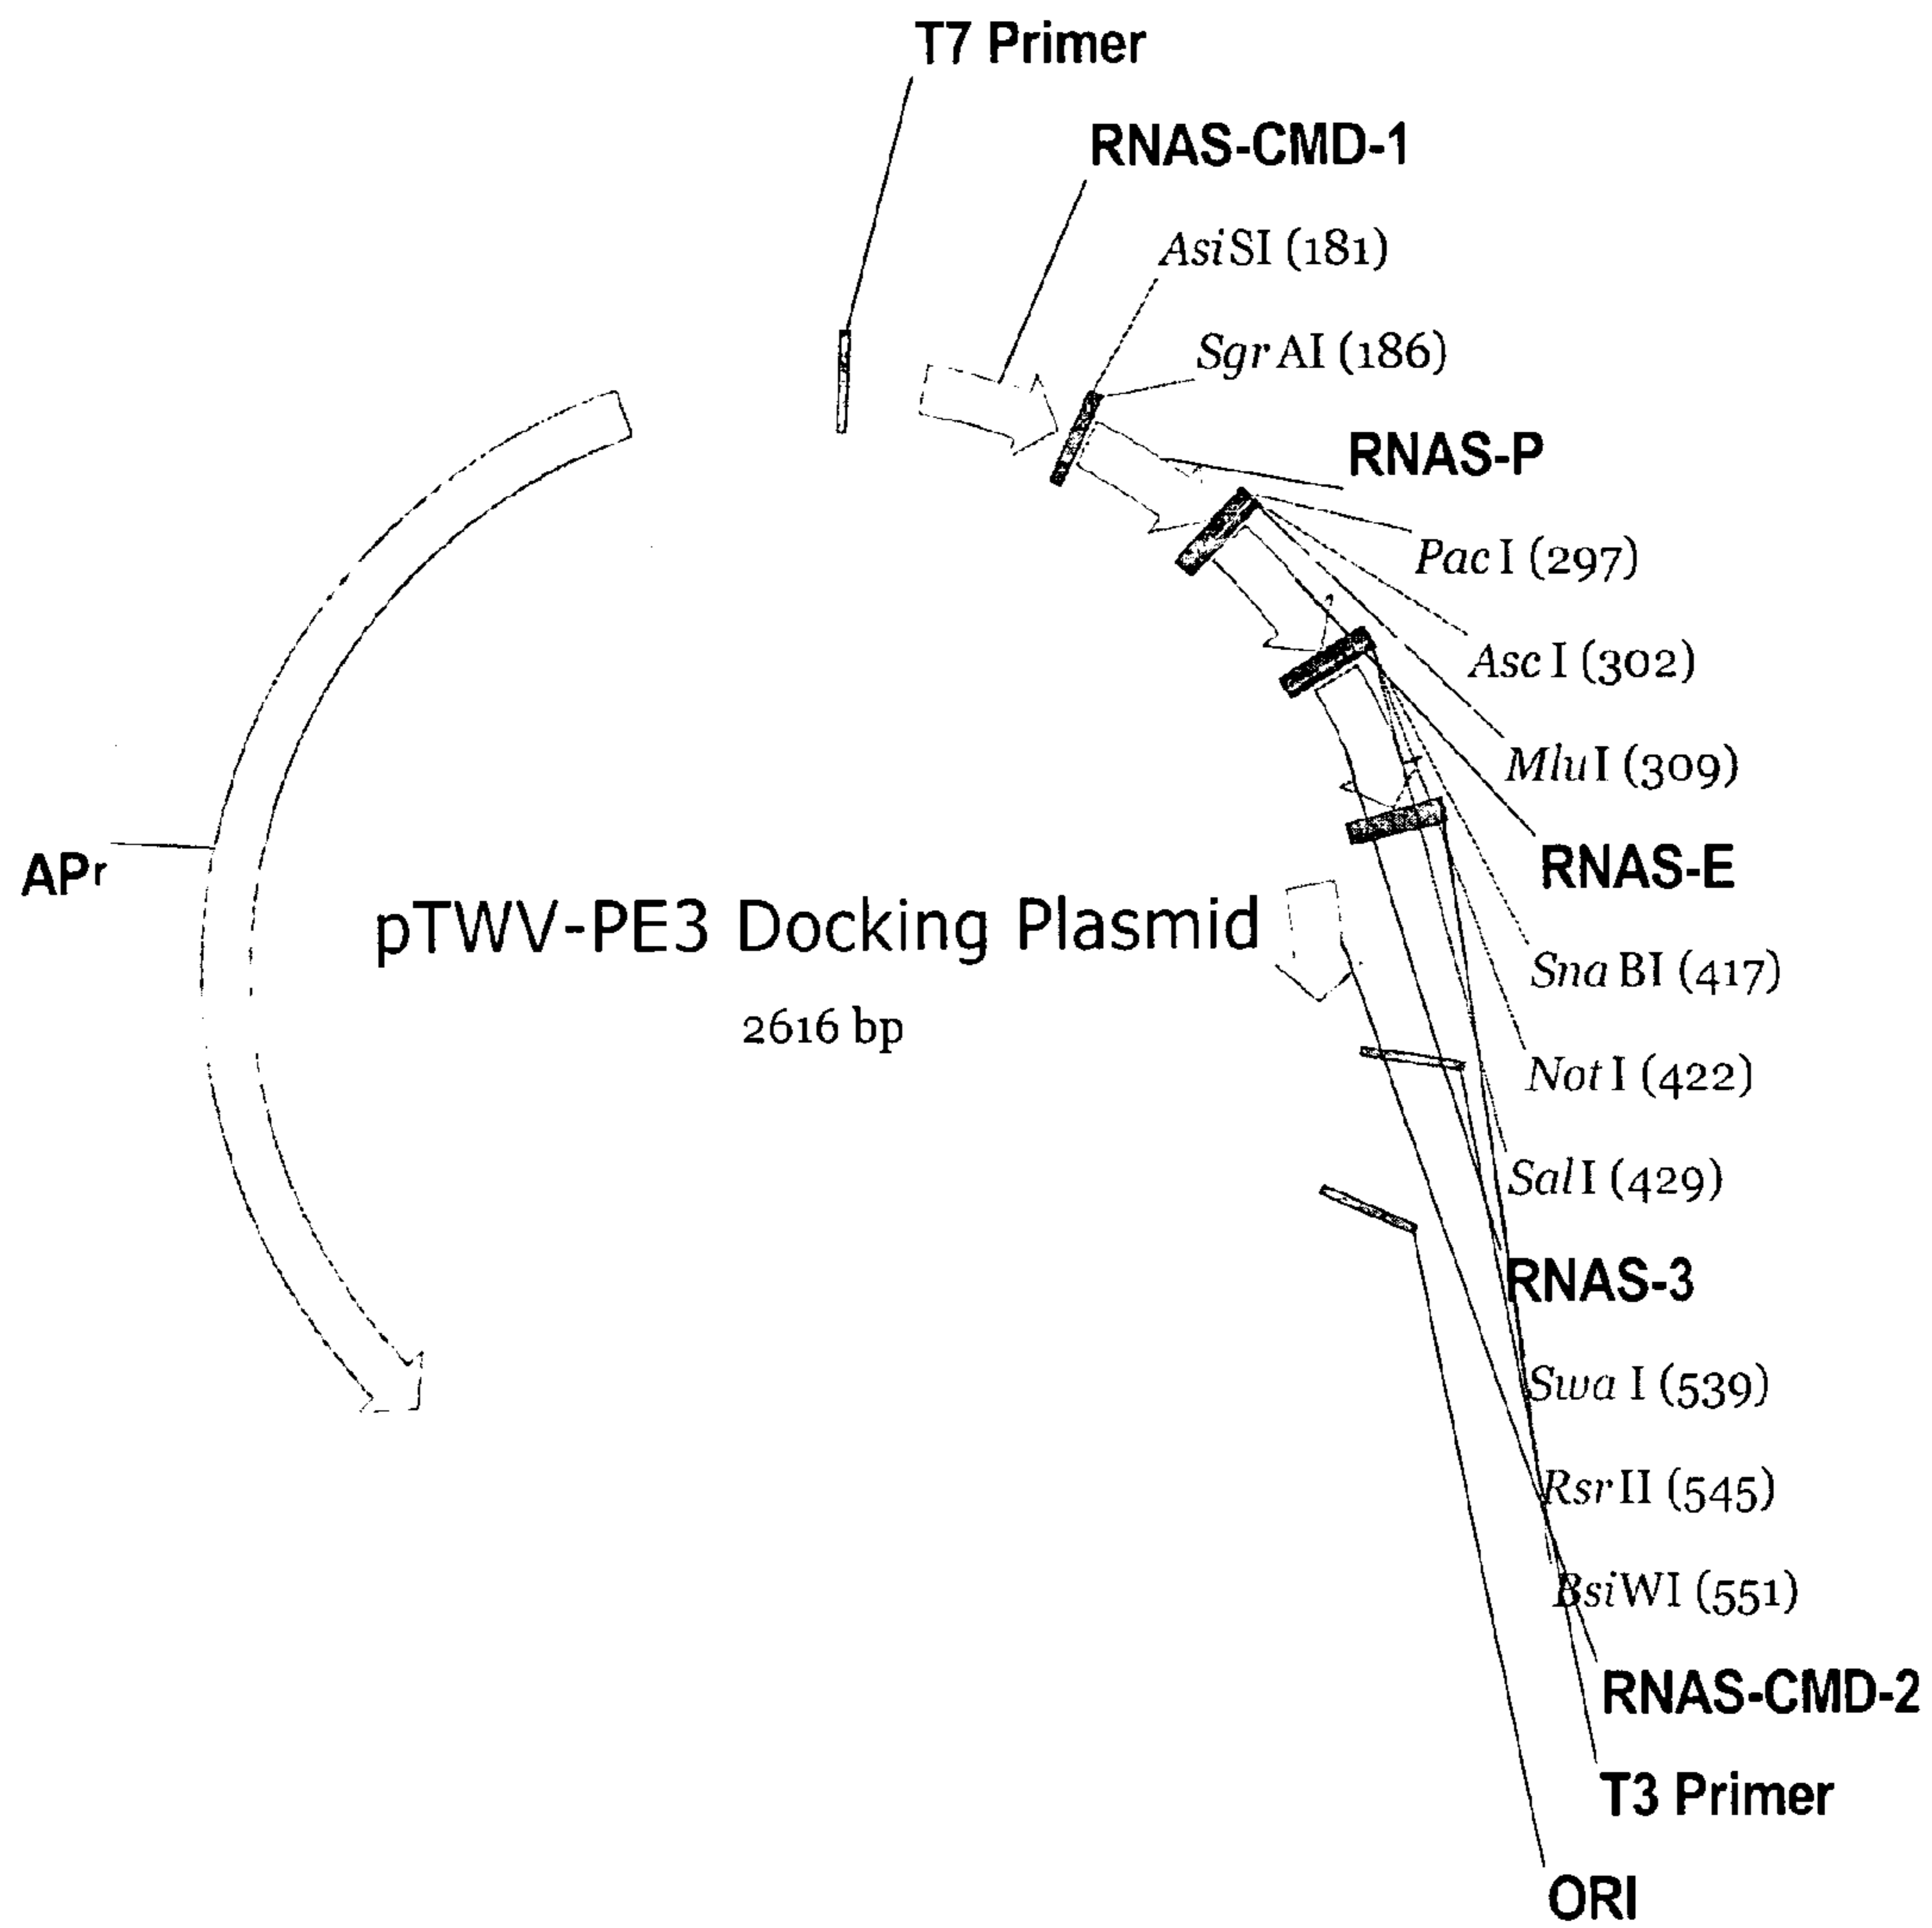 T7 Primer
RNAS-CMD-1
AsiSI (181)
SgrAI (186)
RNAS-P
PacI (297)
AscI (302)
MluI (309)
RNAS-E
SnaBI (417)
NotI (422)
SalI (429)
RNAS-3
SwaI (539)
RsrII (545)
BsiWI (551)
RNAS-CMD-2
T3 Primer
ORI
APr
pTWV-PE3 Docking Plasmid
2616 bp